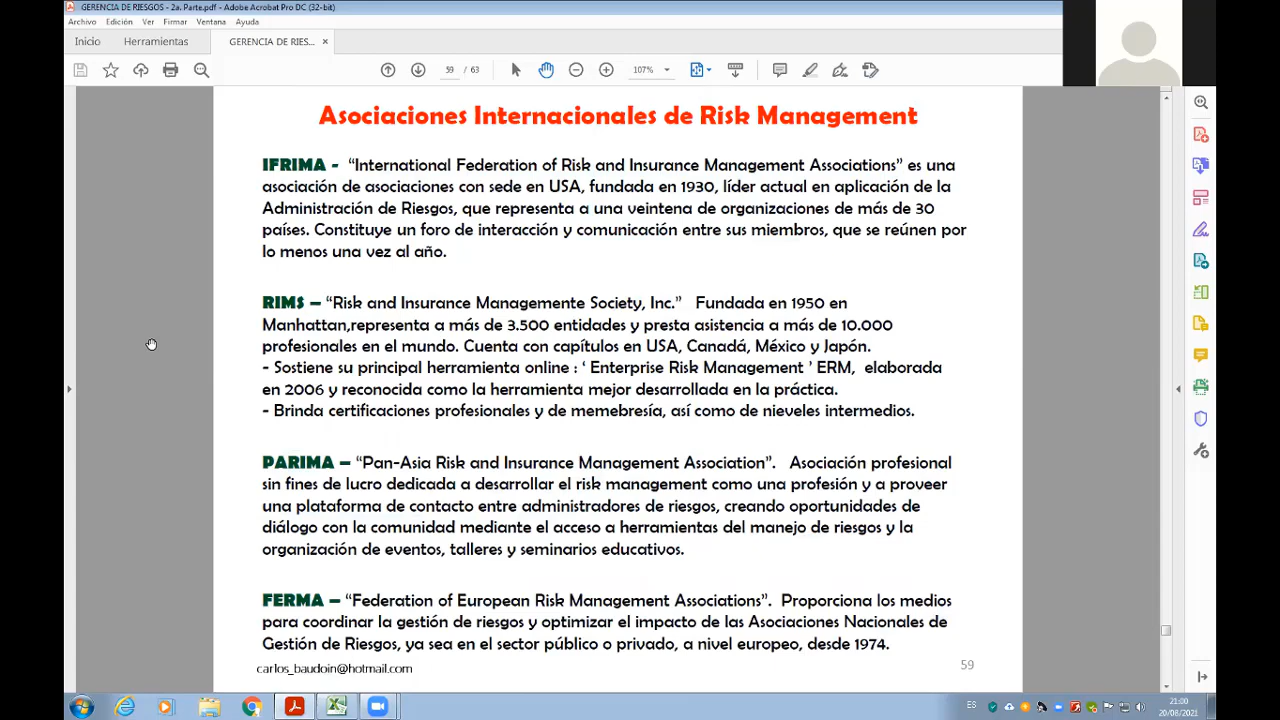 GERENCIA DE RIESGOS - 2a. Parte.pdf - Adobe Acrobat Pro DC (32-bit)
Archivo Edición Ver Firmar Ventana Ayuda
Inicio Herramientas GERENCIA DE RIES... ×
59 / 63 107%
Asociaciones Internacionales de Risk Management
IFRIMA - “International Federation of Risk and Insurance Management Associations” es una
asociación de asociaciones con sede en USA, fundada en 1930, líder actual en aplicación de la
Administración de Riesgos, que representa a una veintena de organizaciones de más de 30
países. Constituye un foro de interacción y comunicación entre sus miembros, que se reúnen por
lo menos una vez al año.
RIMS – “Risk and Insurance Managemente Society, Inc.” Fundada en 1950 en
Manhattan,representa a más de 3.500 entidades y presta asistencia a más de 10.000
profesionales en el mundo. Cuenta con capítulos en USA, Canadá, México y Japón.
- Sostiene su principal herramienta online : ‘ Enterprise Risk Management ’ ERM, elaborada
en 2006 y reconocida como la herramienta mejor desarrollada en la práctica.
- Brinda certificaciones profesionales y de memebresía, así como de nieveles intermedios.
PARIMA – “Pan-Asia Risk and Insurance Management Association”. Asociación profesional
sin fines de lucro dedicada a desarrollar el risk management como una profesión y a proveer
una plataforma de contacto entre administradores de riesgos, creando oportunidades de
diálogo con la comunidad mediante el acceso a herramientas del manejo de riesgos y la
organización de eventos, talleres y seminarios educativos.
FERMA – “Federation of European Risk Management Associations”. Proporciona los medios
para coordinar la gestión de riesgos y optimizar el impacto de las Asociaciones Nacionales de
Gestión de Riesgos, ya sea en el sector público o privado, a nivel europeo, desde 1974.
carlos_baudoin@hotmail.com 59
ES 21:00
20/08/2021